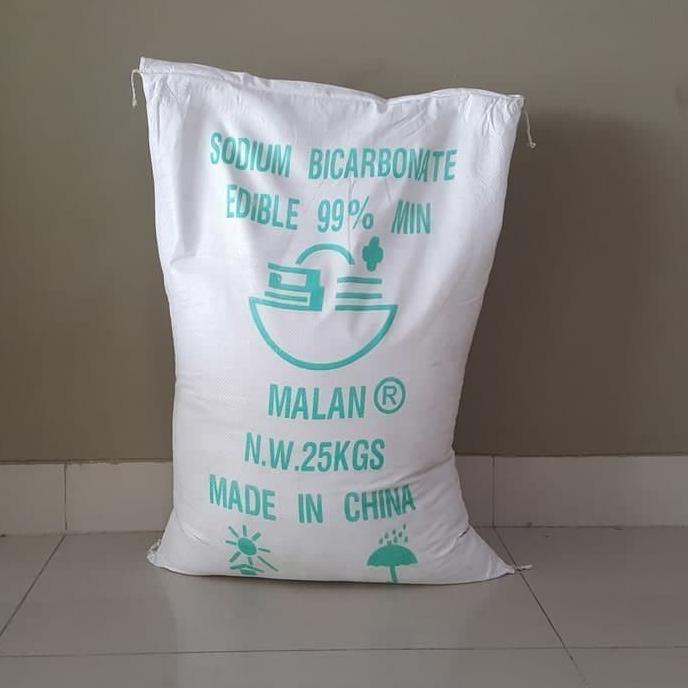 SODIUM BICARBONATE
EDIBLE 99% MIN
MALAN ®
N.W.25KGS
MADE IN CHINA